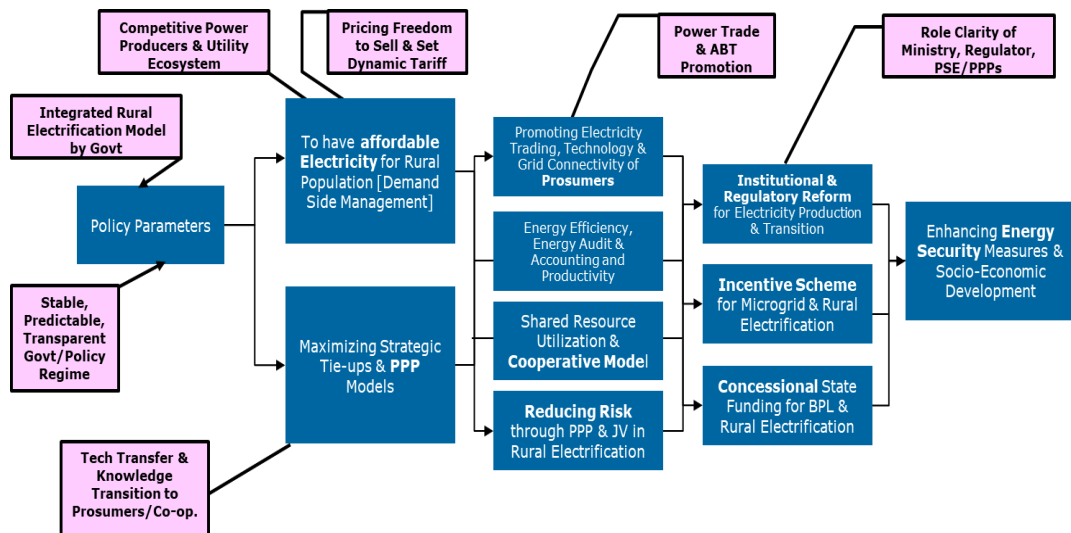 Competitive Power
Producers & Utility
Ecosystem
Pricing Freedom
to Sell & Set
Dynamic Tariff
Power Trade
& ABT
Promotion
Role Clarity of
Ministry, Regulator,
PSE/PPPs
Integrated Rural
Electrification Model
by Govt
Policy Parameters
Stable,
Predictable,
Transparent
Govt/Policy
Regime
To have affordable
Electricity for Rural
Population [Demand
Side Management]
Maximizing Strategic
Tie-ups & PPP
Models
Tech Transfer &
Knowledge
Transition to
Prosumers/Co-op.
Promoting Electricity
Trading, Technology &
Grid Connectivity of
Prosumers
Energy Efficiency,
Energy Audit &
Accounting and
Productivity
Shared Resource
Utilization &
Cooperative Model
Reducing Risk
through PPP & JV in
Rural Electrification
Institutional &
Regulatory Reform
for Electricity Production
& Transition
Incentive Scheme
for Microgrid & Rural
Electrification
Concessional State
Funding for BPL &
Rural Electrification
Enhancing Energy
Security Measures &
Socio-Economic
Development